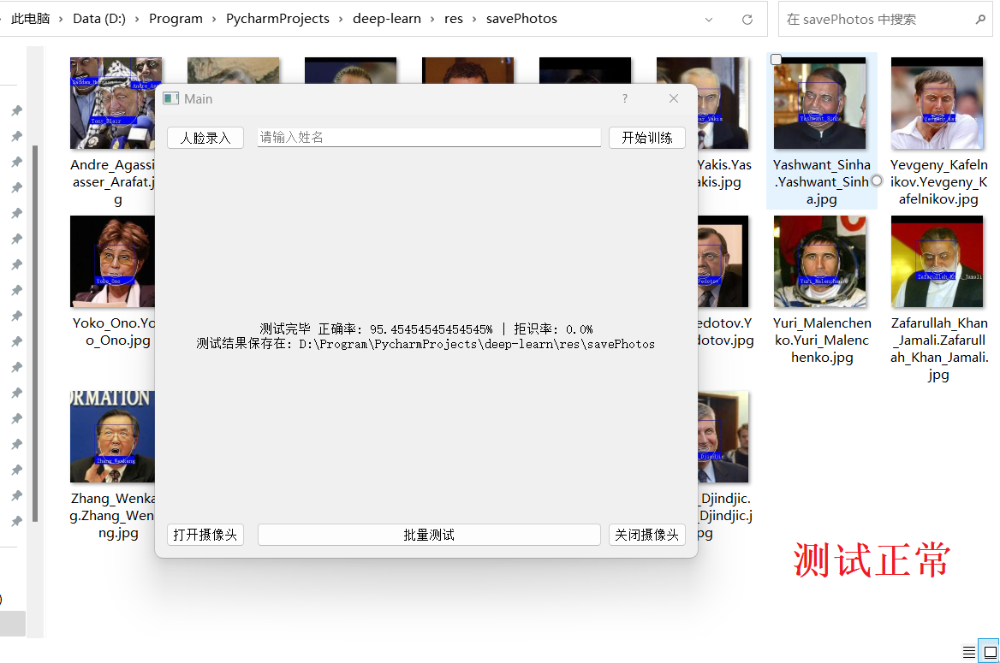 此电脑 › Data (D:) › Program › PycharmProjects › deep-learn › res › savePhotos
在 savePhotos 中搜索
Main
?
人脸录入
请输入姓名
开始训练
测试完毕 正确率: 95.45454545454545% | 拒识率: 0.0%
测试结果保存在: D:\Program\PycharmProjects\deep-learn\res\savePhotos
打开摄像头
批量测试
关闭摄像头
Andre_Agassi
asser_Arafat.j
g
Yakis.Yas
akis.jpg
Yashwant_Sinha
.Yashwant_Sinh
a.jpg
Yevgeny_Kafeln
ikov.Yevgeny_K
afelnikov.jpg
Tony_Blair
Yashwant_Sinha
Yoko_Ono.Yo
o_Ono.jpg
edotov.Y
dotov.jpg
Yuri_Malenchen
ko.Yuri_Malenc
henko.jpg
Zafarullah_Khan
_Jamali.Zafarull
ah_Khan_Jamali.
jpg
Yoko_Ono
Fedotov
Yuri_Malenchenko
Zafarullah_Khan_Jamali
ORMATION
Zhang_Wenkang
Zhang_Wenka
g.Zhang_Wen
ng.jpg
_Djindjic
_Djindjic.
_Djindjic.j
pg
测试正常